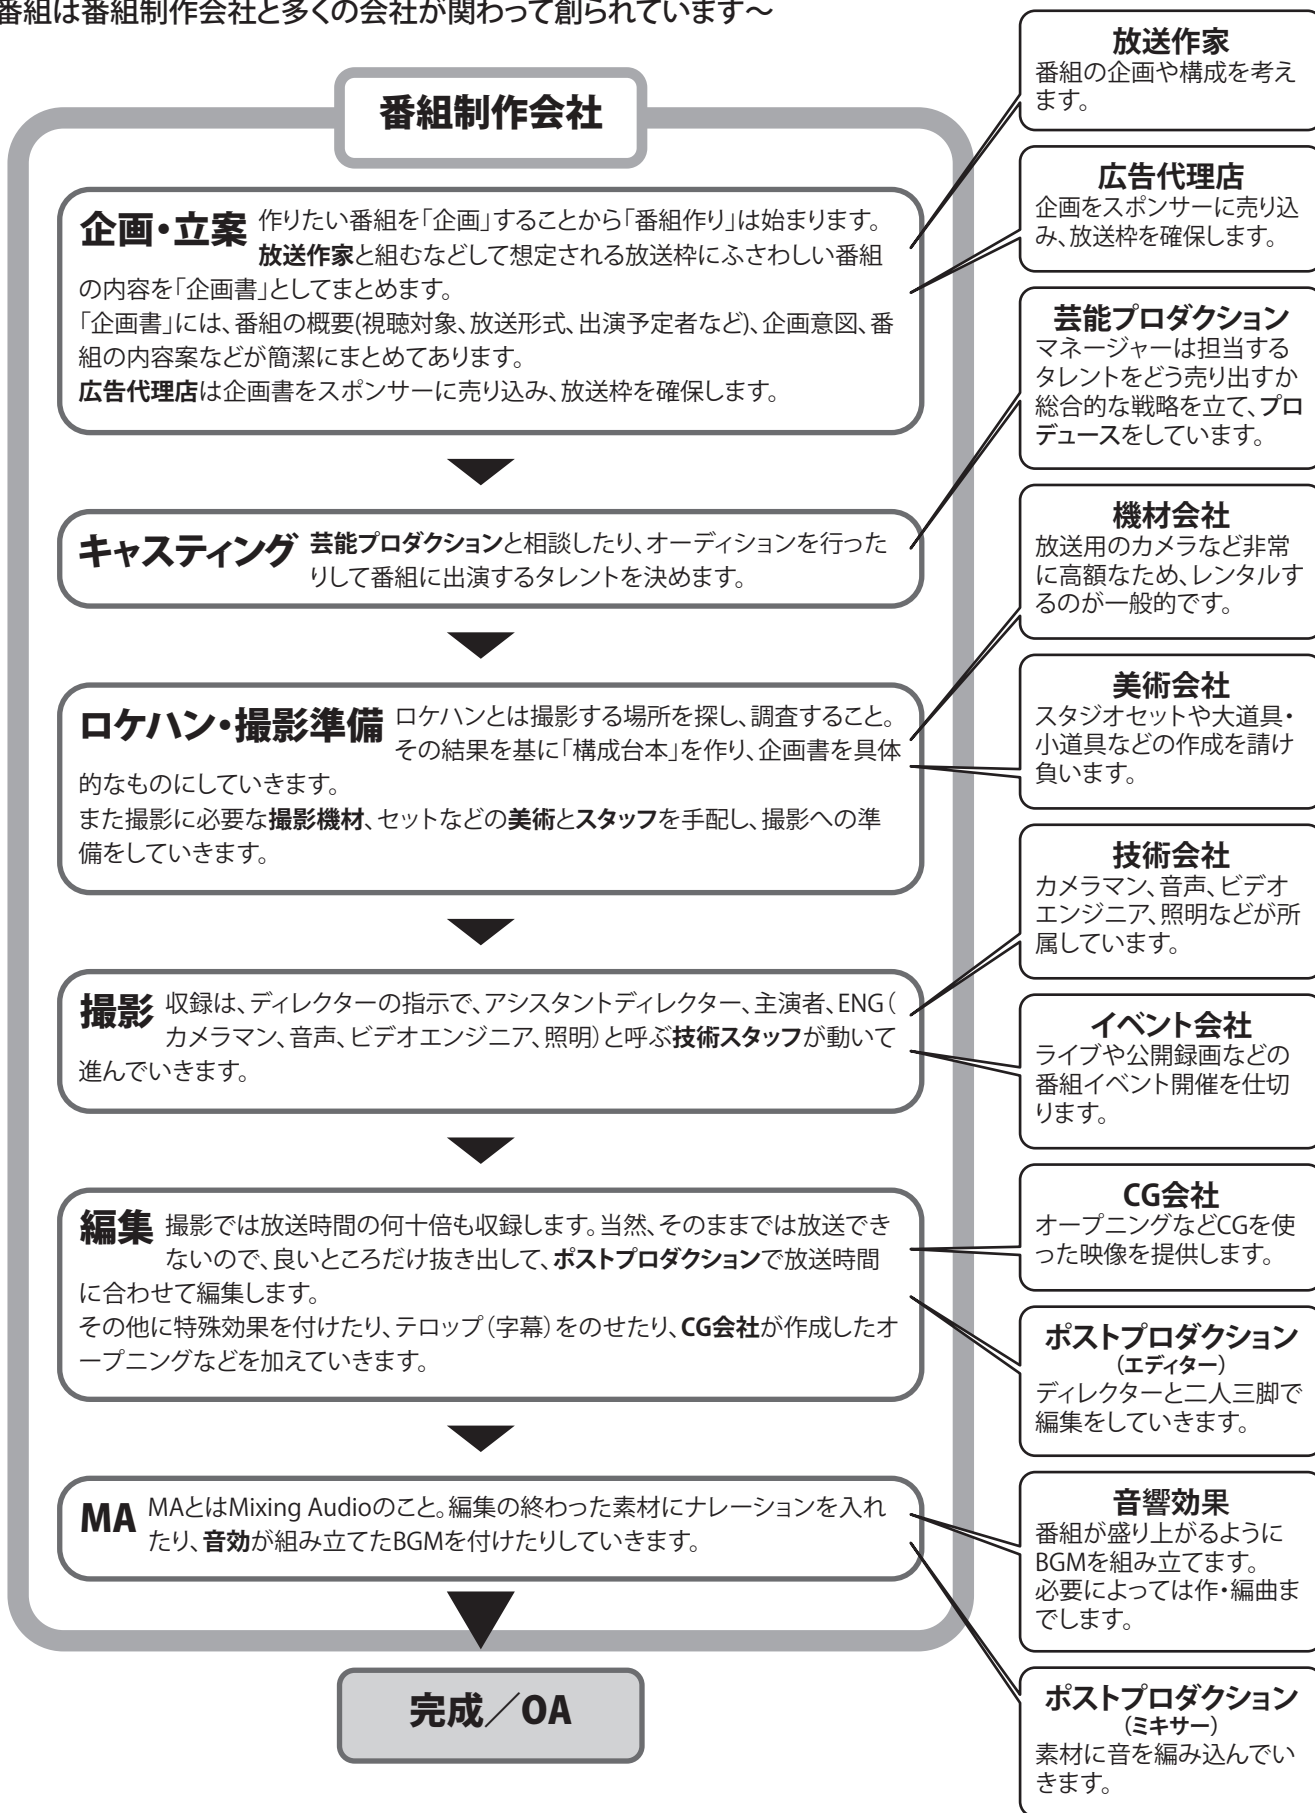 番組は番組制作会社と多くの会社が関わって創られています～
番組制作会社
企画・立案 作りたい番組を「企画」することから「番組作り」は始まります。
放送作家と組むなどして想定される放送枠にふさわしい番組
の内容を「企画書」としてまとめます。
「企画書」には、番組の概要(視聴対象、放送形式、出演予定者など)、企画意図、番
組の内容案などが簡潔にまとめてあります。
広告代理店は企画書をスポンサーに売り込み、放送枠を確保します。
キャスティング 芸能プロダクションと相談したり、オーディションを行った
りして番組に出演するタレントを決めます。
ロケハン・撮影準備 ロケハンとは撮影する場所を探し、調査すること。
その結果を基に「構成台本」を作り、企画書を具体
的なものにしていきます。
また撮影に必要な撮影機材、セットなどの美術とスタッフを手配し、撮影への準
備をしていきます。
撮影 収録は、ディレクターの指示で、アシスタントディレクター、主演者、ENG（
カメラマン、音声、ビデオエンジニア、照明）と呼ぶ技術スタッフが動いて
進んでいきます。
編集 撮影では放送時間の何十倍も収録します。当然、そのままでは放送でき
ないので、良いところだけ抜き出して、ポストプロダクションで放送時間
に合わせて編集します。
その他に特殊効果を付けたり、テロップ（字幕）をのせたり、CG会社が作成したオ
ープニングなどを加えていきます。
MA MAとはMixing Audioのこと。編集の終わった素材にナレーションを入れ
たり、音効が組み立てたBGMを付けたりしていきます。
完成／OA
放送作家
番組の企画や構成を考え
ます。
広告代理店
企画をスポンサーに売り込
み、放送枠を確保します。
芸能プロダクション
マネージャーは担当する
タレントをどう売り出すか
総合的な戦略を立て、プロ
デュースをしています。
機材会社
放送用のカメラなど非常
に高額なため、レンタルす
るのが一般的です。
美術会社
スタジオセットや大道具・
小道具などの作成を請け
負います。
技術会社
カメラマン、音声、ビデオ
エンジニア、照明などが所
属しています。
イベント会社
ライブや公開録画などの
番組イベント開催を仕切
ります。
CG会社
オープニングなどCGを使
った映像を提供します。
ポストプロダクション
（エディター）
ディレクターと二人三脚で
編集をしていきます。
音響効果
番組が盛り上がるように
BGMを組み立てます。
必要によっては作・編曲ま
でします。
ポストプロダクション
（ミキサー）
素材に音を編み込んでい
きます。